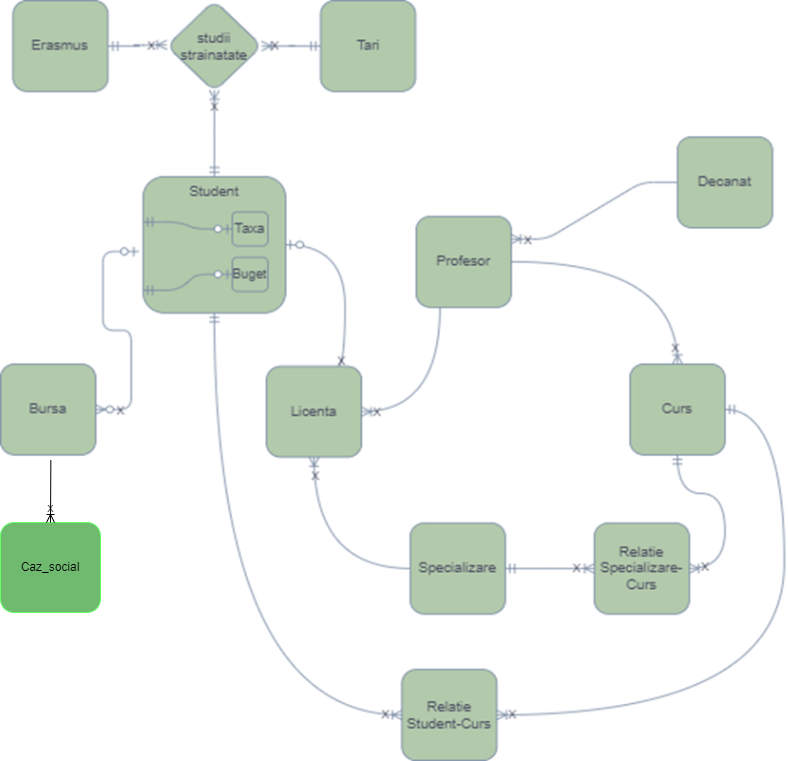 Erasmus
studii
strainatate
Tari
Student
Taxa
Buget
Decanat
Profesor
Bursa
Licenta
Curs
Caz_social
Specializare
Relatie
Specializare-
Curs
Relatie
Student-Curs